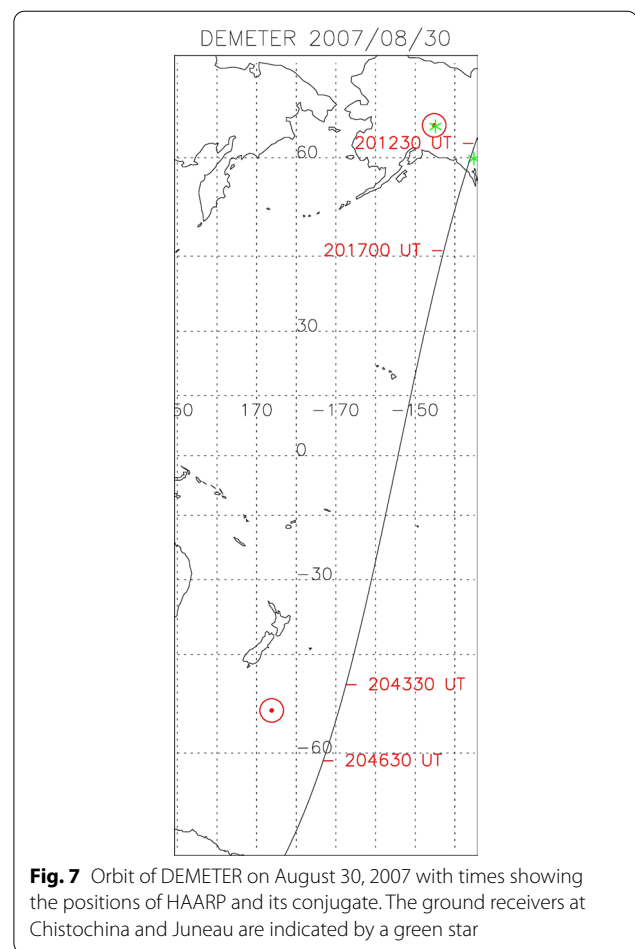 DEMETER 2007/08/30
201230 UT
60
201700 UT
30
50 170 -170 -150
0
-30
204330 UT
-60
204630 UT
Fig. 7 Orbit of DEMETER on August 30, 2007 with times showing
the positions of HAARP and its conjugate. The ground receivers at
Chistochina and Juneau are indicated by a green star